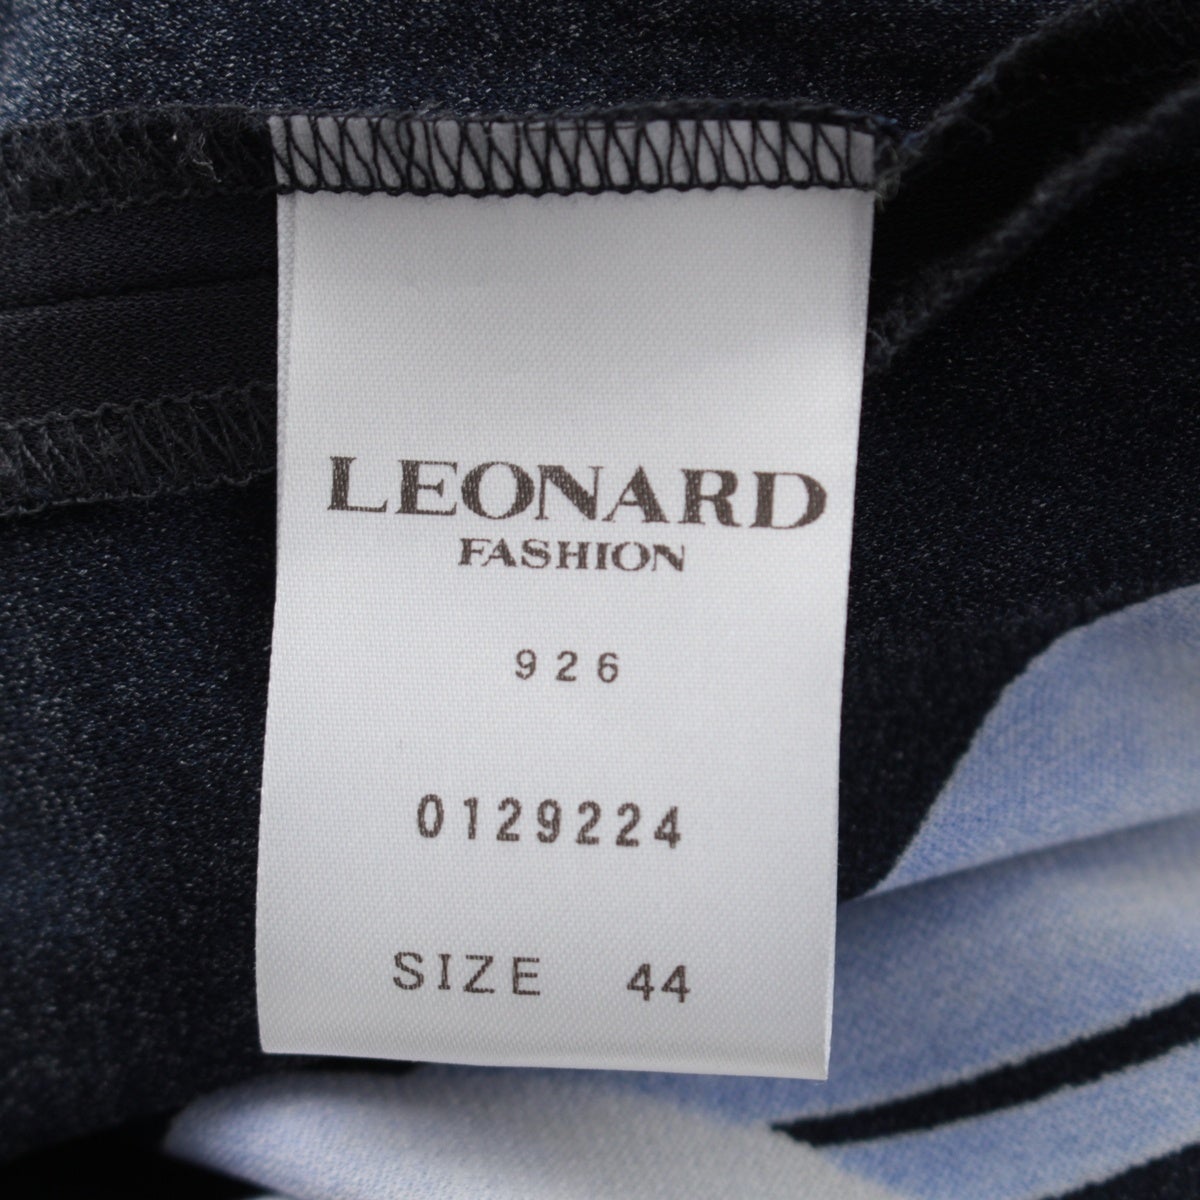 LEONARD
FASHION
926
0129224
SIZE 44